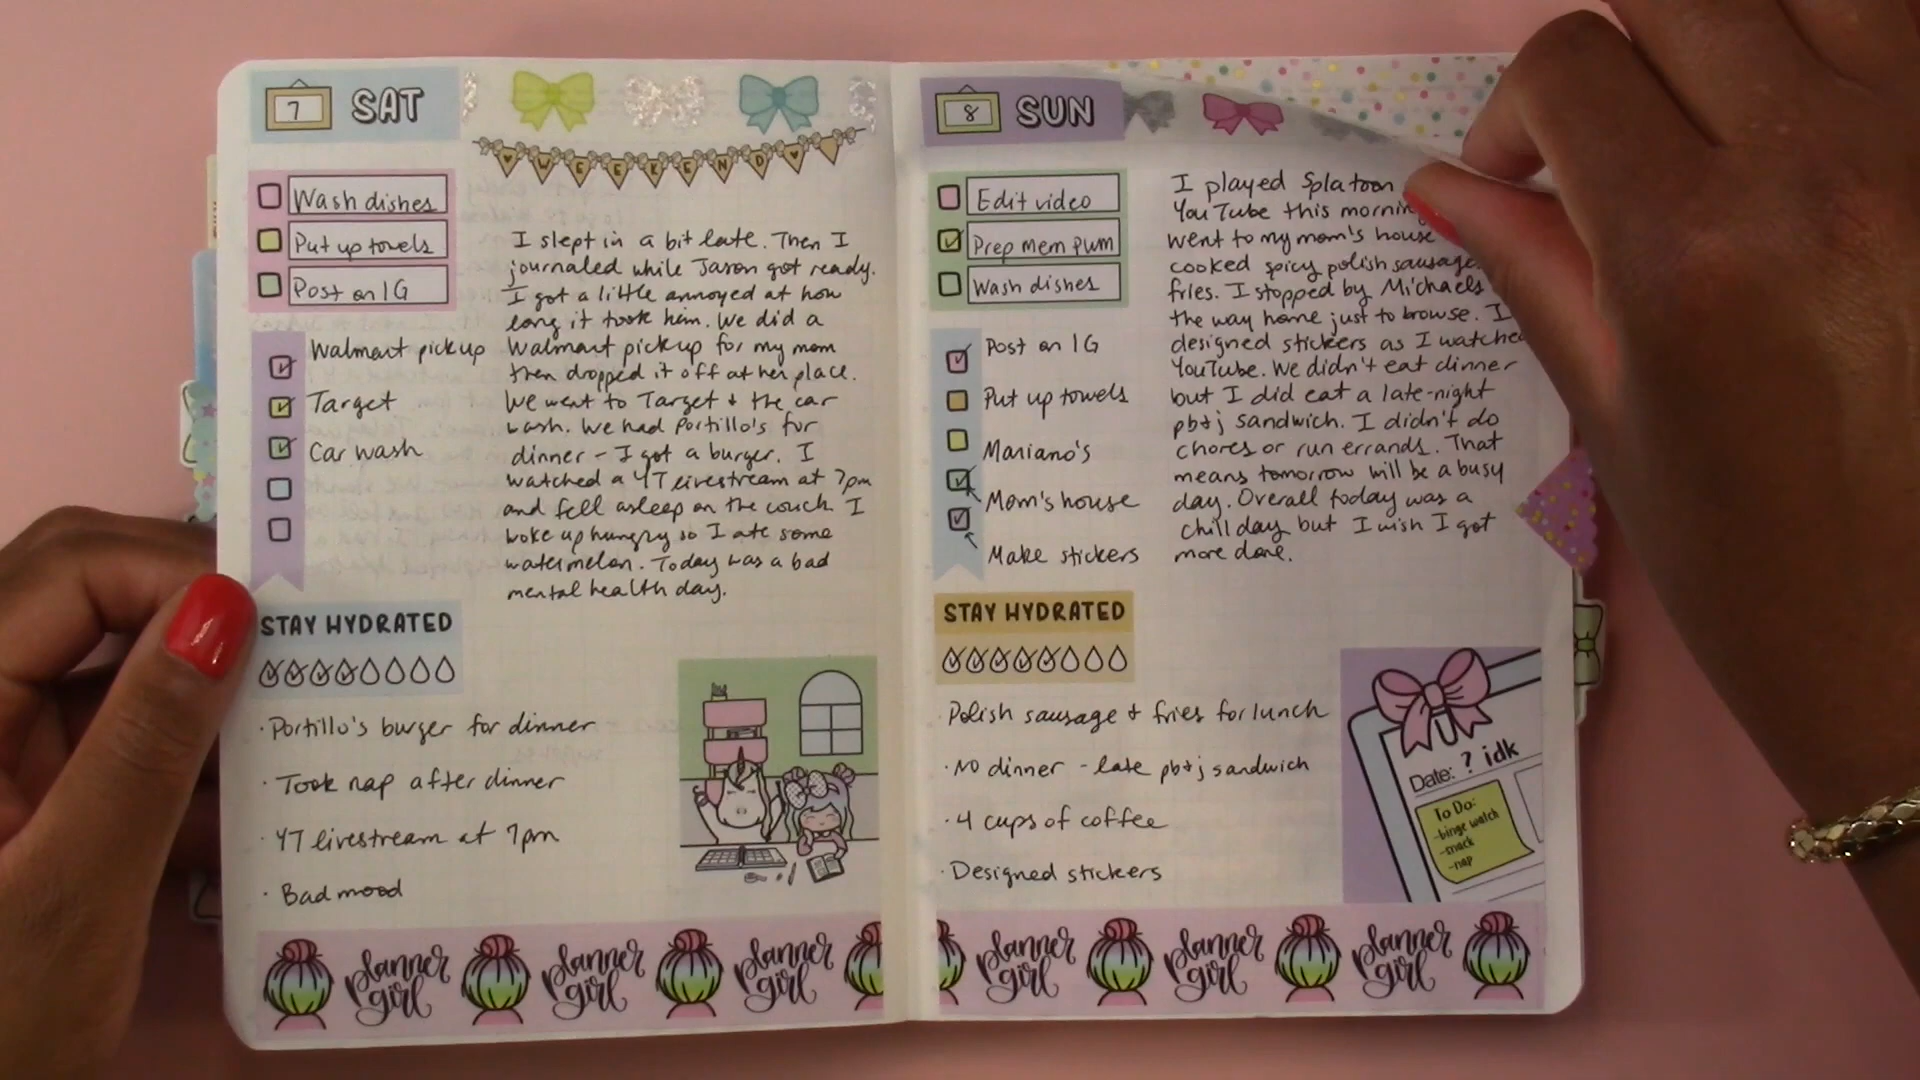 7 SAT
WEEKEND
Wash dishes
Put up towels
Post on IG
Walmart pickup
Target
Car wash
I slept in a bit late. Then I
journaled while Jason got ready.
I got a little annoyed at how
long it took him. We did a
Walmart pickup for my mom
then dropped it off at her place.
We went to Target + the car
wash. We had Portillo's for
dinner - I got a burger. I
watched a YT livestream at 7pm
and fell asleep on the couch. I
woke up hungry so I ate some
watermelon. Today was a bad
mental health day.
STAY HYDRATED
· Portillo's burger for dinner
· Took nap after dinner
· YT livestream at 7pm
· Bad mood
planner girl planner girl planner girl
8 SUN
Edit video
Prep mem pum
Wash dishes
Post on IG
Put up towels
Mariano's
Mom's house
Make stickers
I played Splatoon
YouTube this mornin
went to my mom's house
cooked spicy polish sausage
fries. I stopped by Michaels
the way home just to browse. I
designed stickers as I watched
YouTube. We didn't eat dinner
but I did eat a late-night
pb+j sandwich. I didn't do
chores or run errands. That
means tomorrow will be a busy
day. Overall today was a
chill day but I wish I got
more done.
STAY HYDRATED
· Polish sausage + fries for lunch
· No dinner - late pb+j sandwich
· 4 cups of coffee
· Designed stickers
Date: ? idk
To Do:
-binge watch
-snack
-nap
planner girl planner girl planner girl